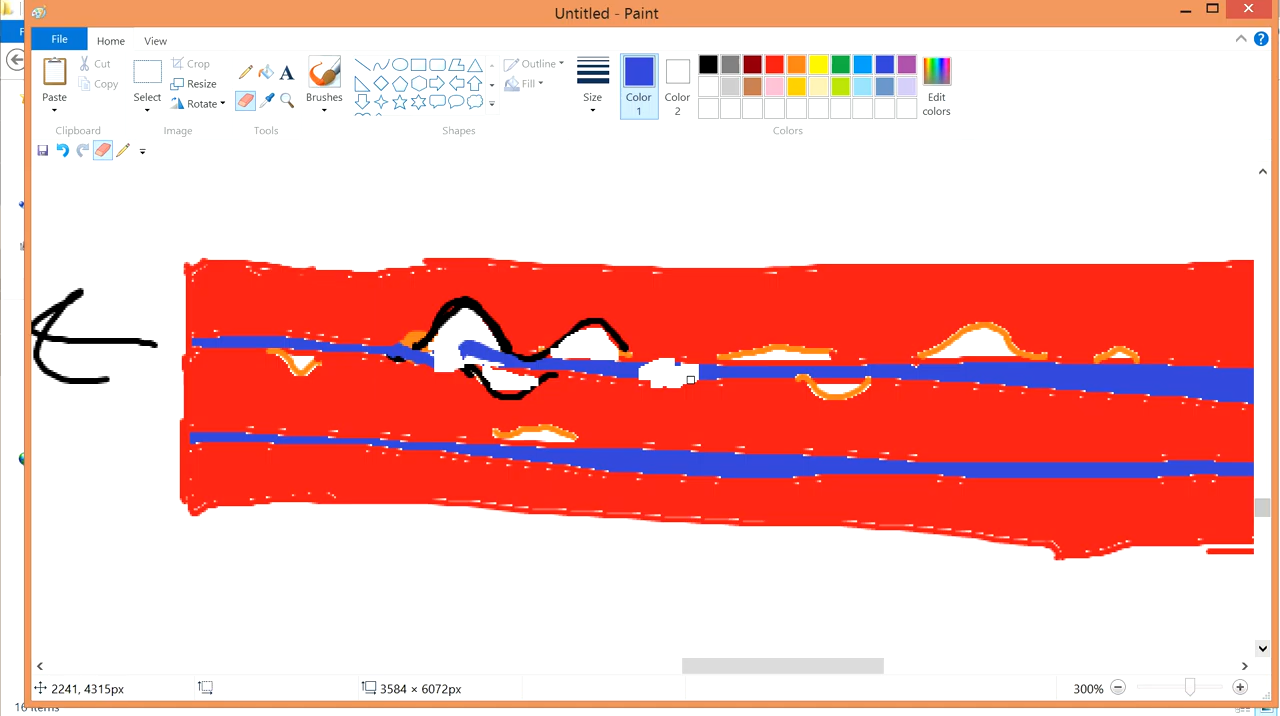 Untitled - Paint
File Home View
Paste Cut Copy
Clipboard
Select Crop Resize Rotate
Image
A
Tools
Brushes
Outline Fill
Shapes
Size
Color 1
Color 2
Edit colors
Colors
2241, 4315px
3584 × 6072px
300%